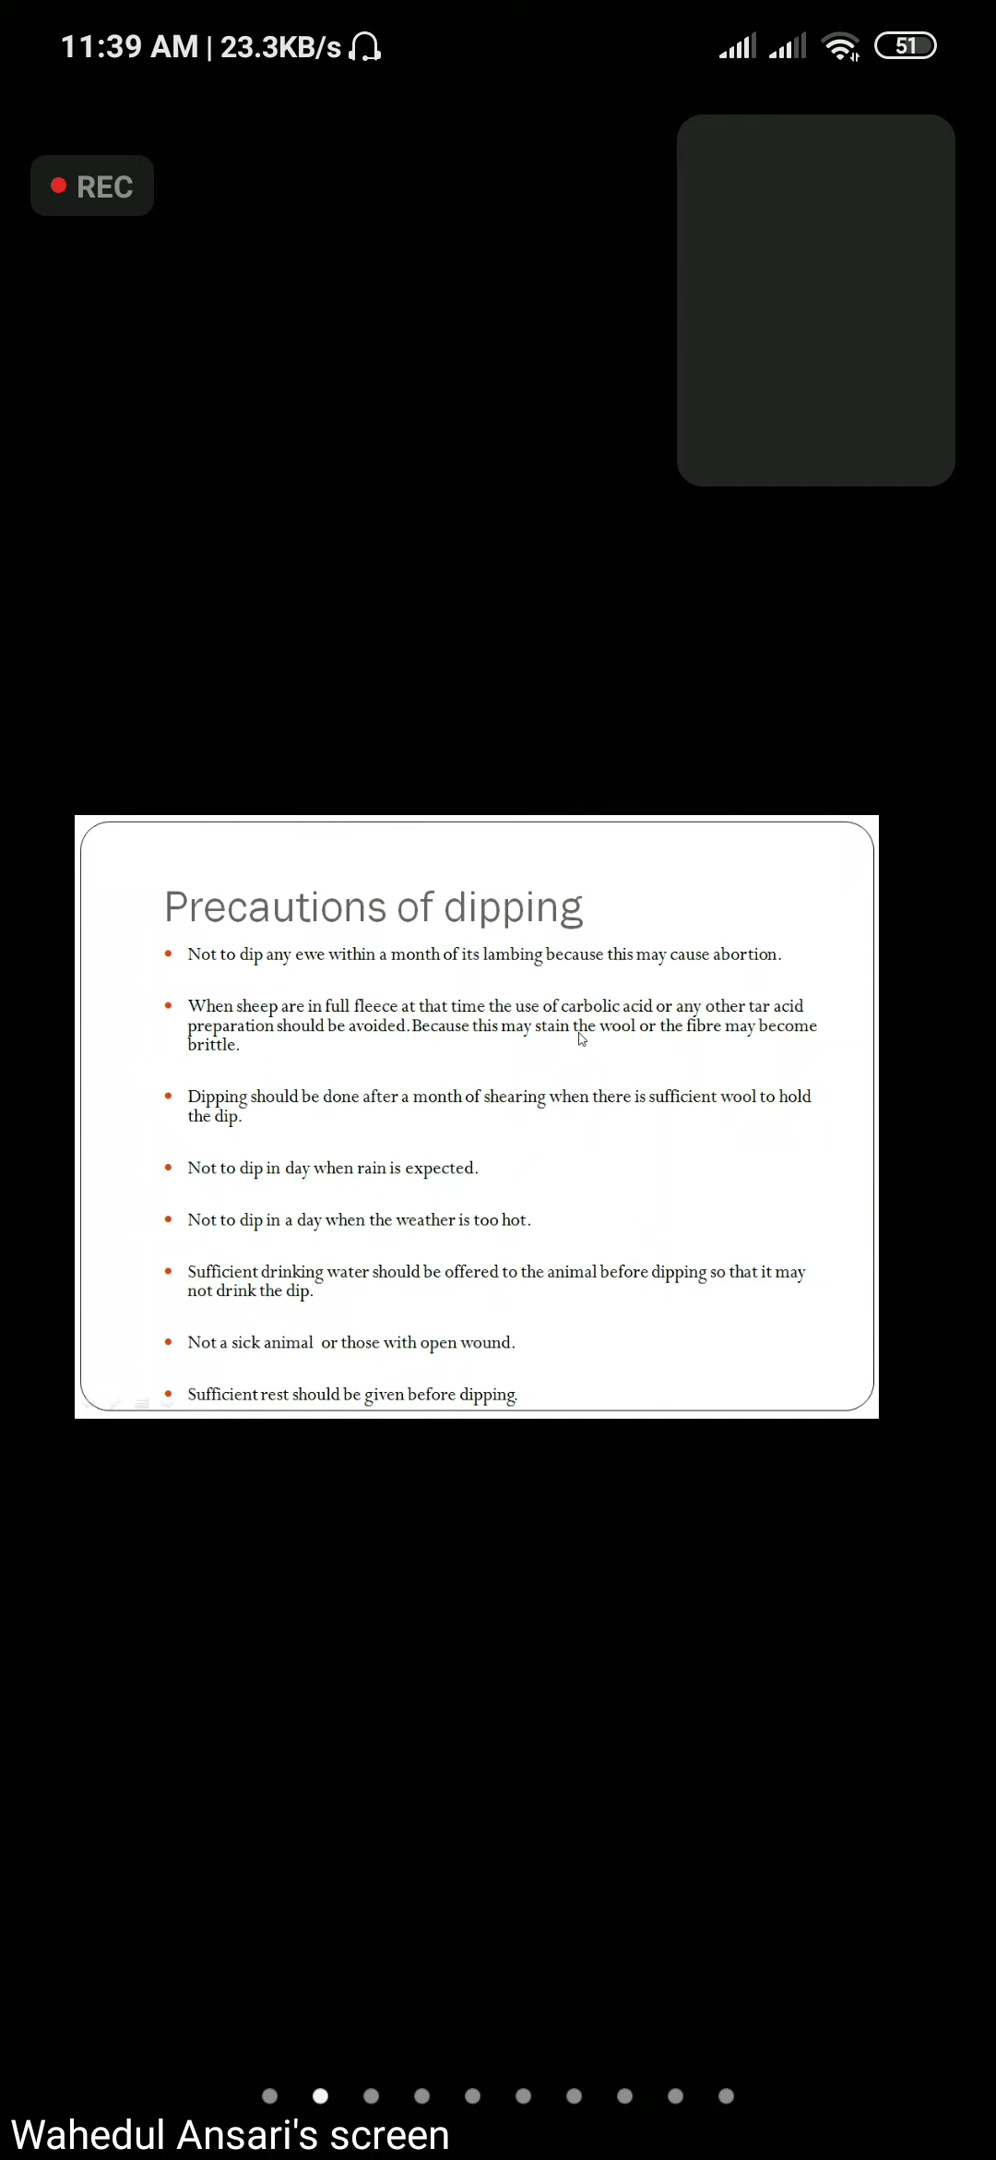 11:39 AM | 23.3KB/s
51
REC
Precautions of dipping
• Not to dip any ewe within a month of its lambing because this may cause abortion.
• When sheep are in full fleece at that time the use of carbolic acid or any other tar acid
preparation should be avoided.Because this may stain the wool or the fibre may become
brittle.
• Dipping should be done after a month of shearing when there is sufficient wool to hold
the dip.
• Not to dip in day when rain is expected.
• Not to dip in a day when the weather is too hot.
• Sufficient drinking water should be offered to the animal before dipping so that it may
not drink the dip.
• Not a sick animal or those with open wound.
• Sufficient rest should be given before dipping.
Wahedul Ansari's screen